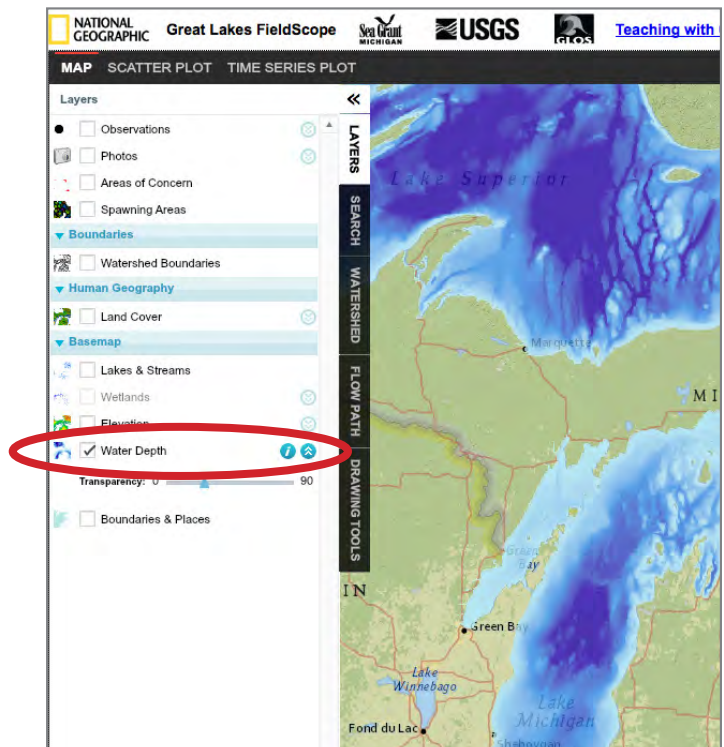 NATIONAL
GEOGRAPHIC
Great Lakes FieldScope
Sea Grant
MICHIGAN
USGS
GLOS
Teaching with
MAP SCATTER PLOT TIME SERIES PLOT
Layers
«
Observations
Photos
Areas of Concern
Spawning Areas
Boundaries
Watershed Boundaries
Human Geography
Land Cover
Basemap
Lakes & Streams
Wetlands
Elevation
Water Depth
i
Transparency: 0 90
Boundaries & Places
LAYERS
SEARCH
WATERSHED
FLOW PATH
DRAWING TOOLS
Lake Superior
Marquette
M I
Green
Bay
I N
Green B
Lake
Winnebago
Lake
Michigan
Fond du Lac
Sheboygan